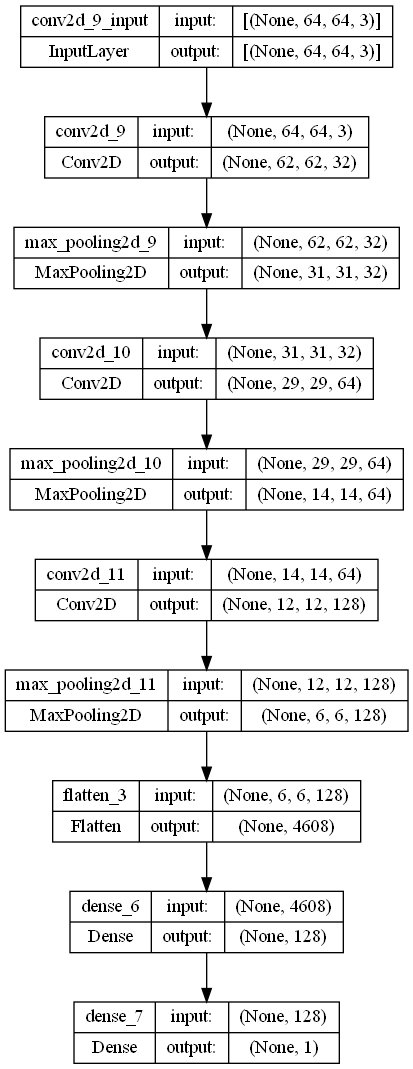 conv2d_9_input input: [(None, 64, 64, 3)]
InputLayer output: [(None, 64, 64, 3)]
conv2d_9 input: (None, 64, 64, 3)
Conv2D output: (None, 62, 62, 32)
max_pooling2d_9 input: (None, 62, 62, 32)
MaxPooling2D output: (None, 31, 31, 32)
conv2d_10 input: (None, 31, 31, 32)
Conv2D output: (None, 29, 29, 64)
max_pooling2d_10 input: (None, 29, 29, 64)
MaxPooling2D output: (None, 14, 14, 64)
conv2d_11 input: (None, 14, 14, 64)
Conv2D output: (None, 12, 12, 128)
max_pooling2d_11 input: (None, 12, 12, 128)
MaxPooling2D output: (None, 6, 6, 128)
flatten_3 input: (None, 6, 6, 128)
Flatten output: (None, 4608)
dense_6 input: (None, 4608)
Dense output: (None, 128)
dense_7 input: (None, 128)
Dense output: (None, 1)